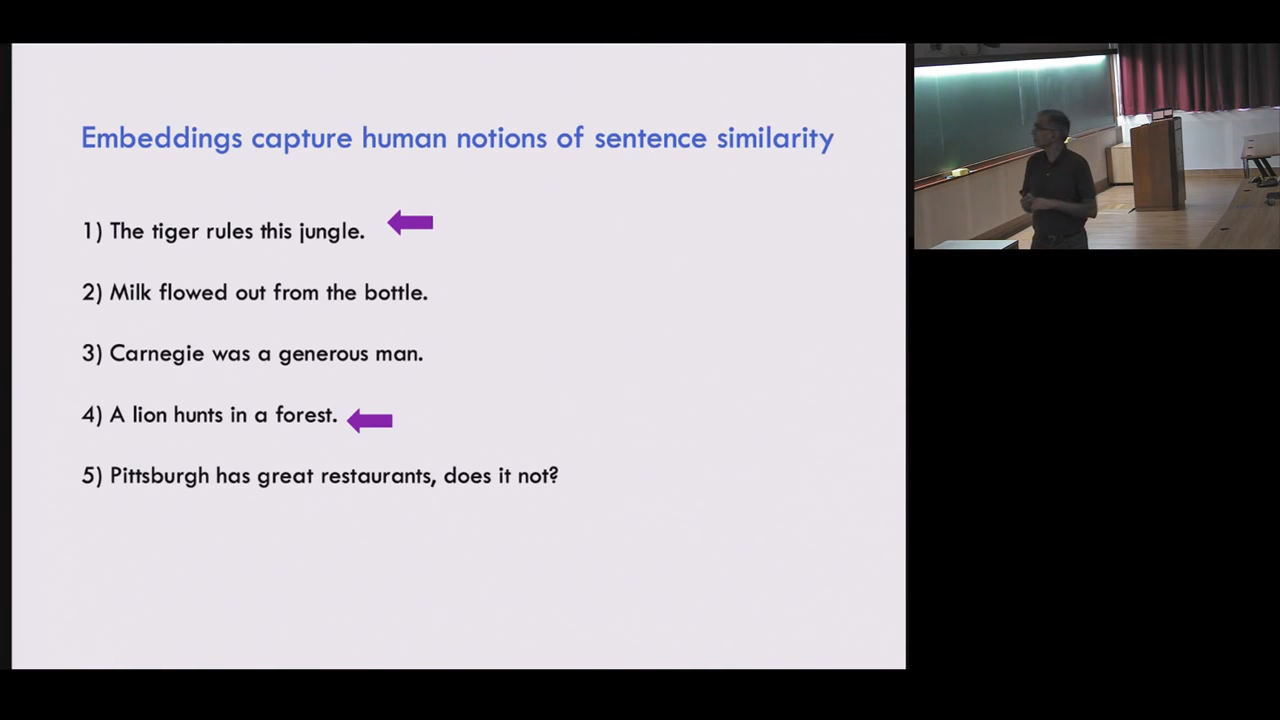 Embeddings capture human notions of sentence similarity
1) The tiger rules this jungle.
2) Milk flowed out from the bottle.
3) Carnegie was a generous man.
4) A lion hunts in a forest.
5) Pittsburgh has great restaurants, does it not?